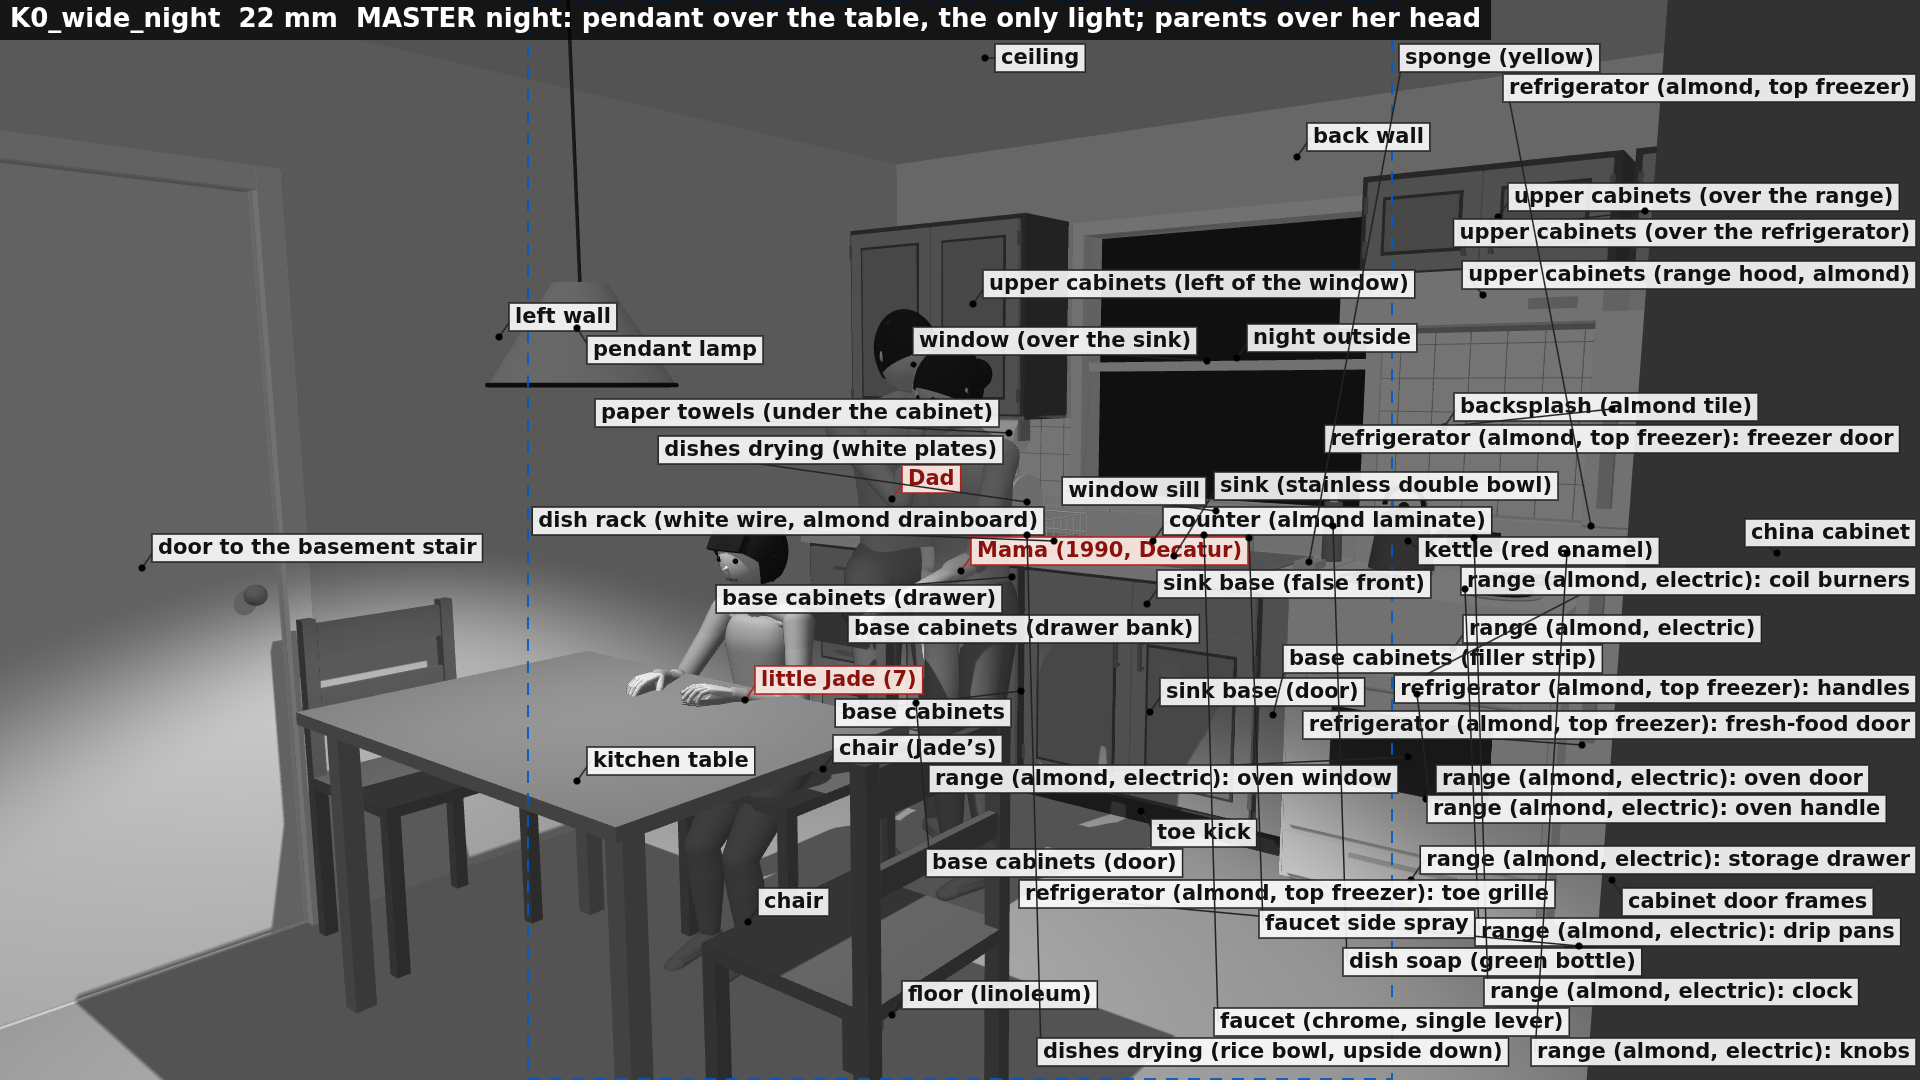 K0_wide_night  22 mm  MASTER night: pendant over the table, the only light; parents over her head
ceiling
sponge (yellow)
refrigerator (almond, top freezer)
back wall
upper cabinets (over the range)
upper cabinets (over the refrigerator)
upper cabinets (range hood, almond)
upper cabinets (left of the window)
left wall
pendant lamp
window (over the sink)
night outside
paper towels (under the cabinet)
backsplash (almond tile)
refrigerator (almond, top freezer): freezer door
dishes drying (white plates)
Dad
window sill
sink (stainless double bowl)
dish rack (white wire, almond drainboard)
counter (almond laminate)
china cabinet
door to the basement stair
Mama (1990, Decatur)
kettle (red enamel)
sink base (false front)
range (almond, electric): coil burners
base cabinets (drawer)
base cabinets (drawer bank)
range (almond, electric)
base cabinets (filler strip)
little Jade (7)
sink base (door)
refrigerator (almond, top freezer): handles
base cabinets
refrigerator (almond, top freezer): fresh-food door
chair (Jade’s)
kitchen table
range (almond, electric): oven window
range (almond, electric): oven door
range (almond, electric): oven handle
toe kick
base cabinets (door)
range (almond, electric): storage drawer
refrigerator (almond, top freezer): toe grille
chair
cabinet door frames
faucet side spray
range (almond, electric): drip pans
dish soap (green bottle)
floor (linoleum)
range (almond, electric): clock
faucet (chrome, single lever)
dishes drying (rice bowl, upside down)
range (almond, electric): knobs